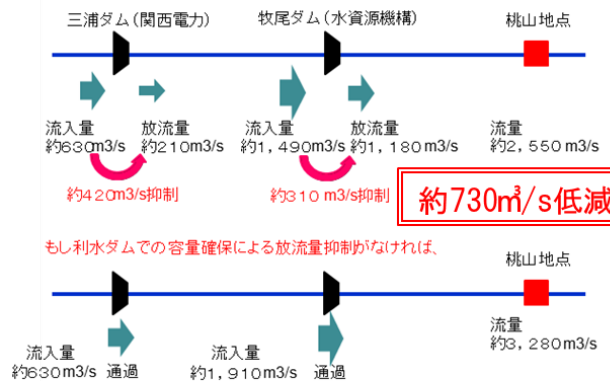 三浦ダム(関西電力)
牧尾ダム(水資源機構)
桃山地点
流入量
約630m3/s
放流量
約210m3/s
流入量
約1,490m3/s
放流量
約1,180m3/s
流量
約2,550m3/s
約420m3/s抑制
約310m3/s抑制
約730㎥/s低減
もし利水ダムでの容量確保による放流量抑制がなければ、
桃山地点
流入量
約630m3/s
通過
流入量
約1,910m3/s
通過
流量
約3,280m3/s